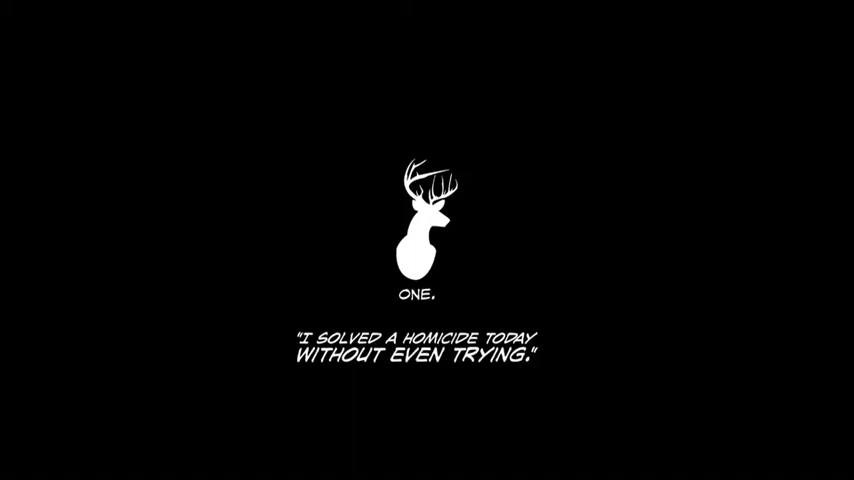 ONE.
"I SOLVED A HOMICIDE TODAY
WITHOUT EVEN TRYING."